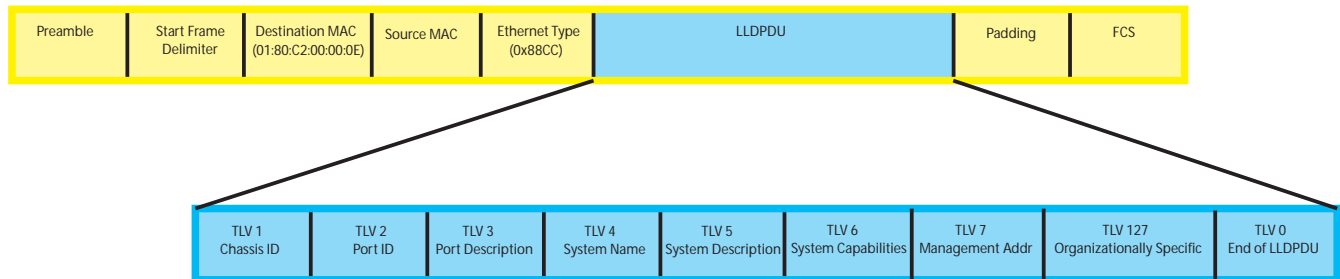 Preamble
Start Frame
Delimiter
Destination MAC
(01:80:C2:00:00:0E)
Source MAC
Ethernet Type
(0x88CC)
LLDPDU
Padding
FCS
TLV 1
Chassis ID
TLV 2
Port ID
TLV 3
Port Description
TLV 4
System Name
TLV 5
System Description
TLV 6
System Capabilities
TLV 7
Management Addr
TLV 127
Organizationally Specific
TLV 0
End of LLDPDU